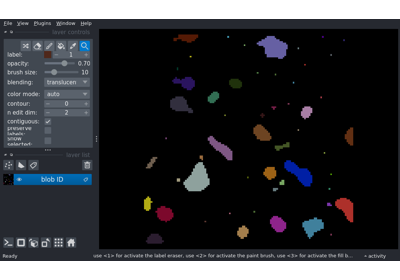 File View Plugins Window Help
layer controls
label: 1
opacity: 0.70
brush size: 10
blending: translucen
color mode: auto
contour: 0
n edit dim: 2
contiguous:
preserve labels:
show selected:
layer list
blob ID
Ready
use <1> for activate the label eraser, use <2> for activate the paint brush, use <3> for activate the fill b...
activity